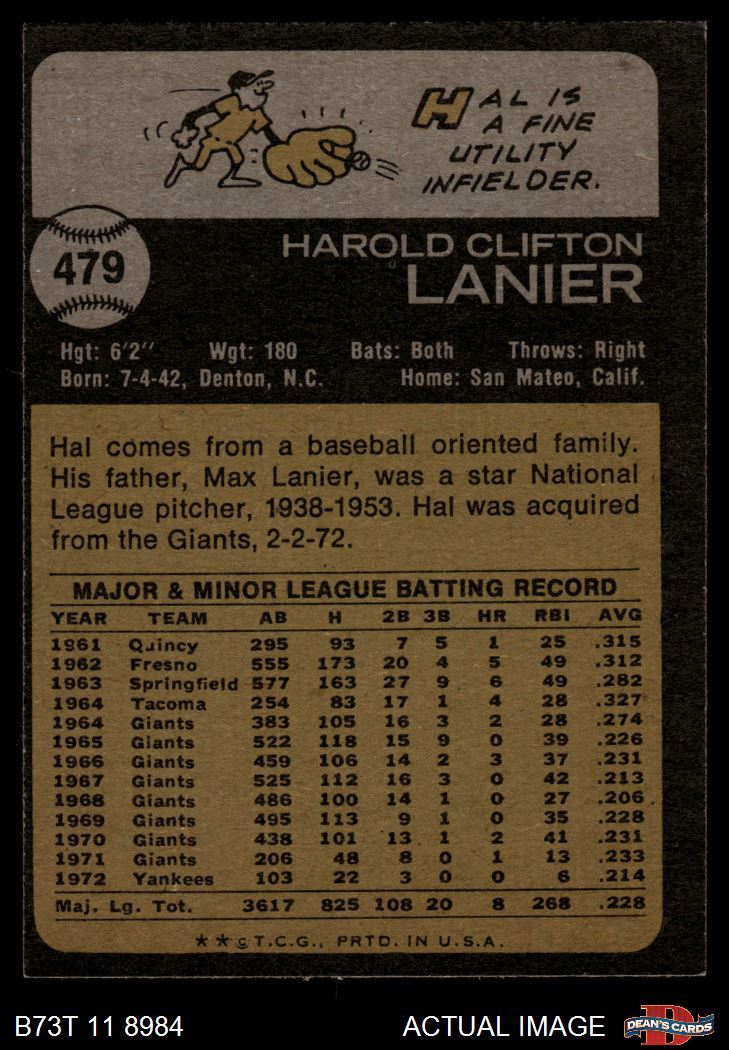 HAL IS
A FINE
UTILITY
INFIELDER.
479
HAROLD CLIFTON
LANIER
Hgt: 6'2" Wgt: 180 Bats: Both Throws: Right
Born: 7-4-42, Denton, N.C. Home: San Mateo, Calif.
Hal comes from a baseball oriented family.
His father, Max Lanier, was a star National
League pitcher, 1938-1953. Hal was acquired
from the Giants, 2-2-72.
MAJOR & MINOR LEAGUE BATTING RECORD
YEAR TEAM AB H 2B 3B HR RBI AVG
1961 Quincy 295 93 7 5 1 25 .315
1962 Fresno 555 173 20 4 5 49 .312
1963 Springfield 577 163 27 9 6 49 .282
1964 Tacoma 254 83 17 1 4 28 .327
1964 Giants 383 105 16 3 2 28 .274
1965 Giants 522 118 15 9 0 39 .226
1966 Giants 459 106 14 2 3 37 .231
1967 Giants 525 112 16 3 0 42 .213
1968 Giants 486 100 14 1 0 27 .206
1969 Giants 495 113 9 1 0 35 .228
1970 Giants 438 101 13 1 2 41 .231
1971 Giants 206 48 8 0 1 13 .233
1972 Yankees 103 22 3 0 0 6 .214
Maj. Lg. Tot. 3617 825 108 20 8 268 .228
**©T.C.G., PRTD. IN U.S.A.
B73T 11 8984 ACTUAL IMAGE DEAN'S CARDS